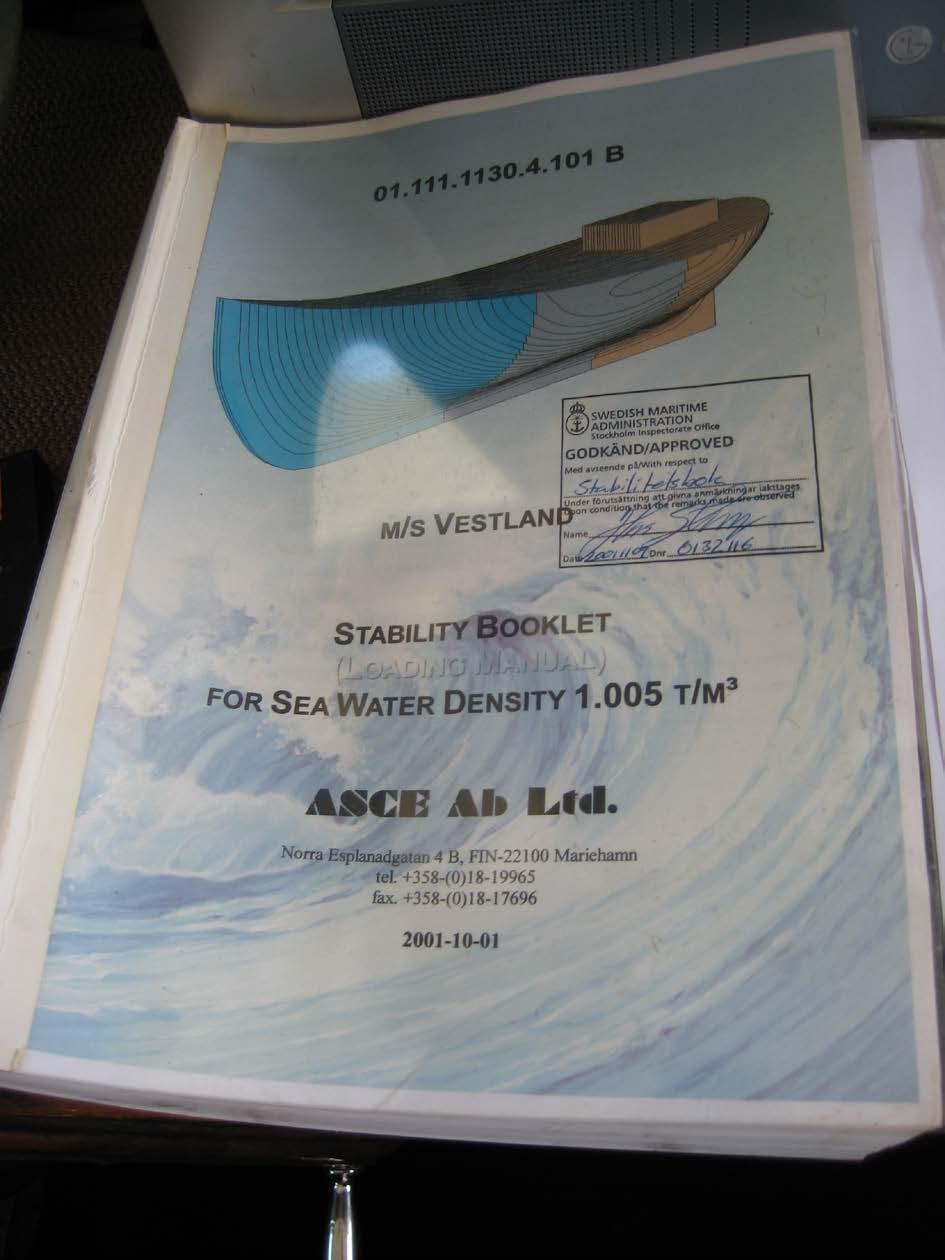 01.111.1130.4.101 B
SWEDISH MARITIME
ADMINISTRATION
Stockholm Inspectorate Office
GODKÄND/APPROVED
Med avseende på/With respect to
Stabilitetsbok
Under förutsättning att givna anmärkningar iakttages
Upon condition that the remarks made are observed
Name
Date 20011109 Dnr. 0132116
M/S VESTLAND
STABILITY BOOKLET
(LOADING MANUAL)
FOR SEA WATER DENSITY 1.005 T/M³
ASCE Ab Ltd.
Norra Esplanadgatan 4 B, FIN-22100 Mariehamn
tel. +358-(0)18-19965
fax. +358-(0)18-17696
2001-10-01